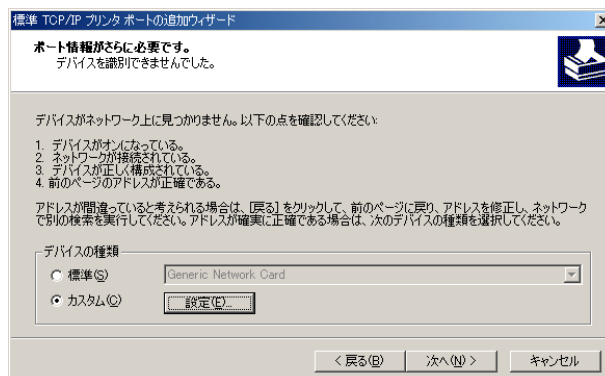 標準 TCP/IP プリンタ ポートの追加ウィザード
ポート情報がさらに必要です。
デバイスを識別できませんでした。
デバイスがネットワーク上に見つかりません。以下の点を確認してください:
1. デバイスがオンになっている。
2. ネットワークが接続されている。
3. デバイスが正しく構成されている。
4. 前のページのアドレスが正確である。
アドレスが間違っていると考えられる場合は、[戻る] をクリックして、前のページに戻り、アドレスを修正し、ネットワーク
で別の検索を実行してください。アドレスが確実に正確である場合は、次のデバイスの種類を選択してください。
デバイスの種類
標準(S)
Generic Network Card
カスタム(C)
設定(E)...
< 戻る(B)
次へ(N) >
キャンセル